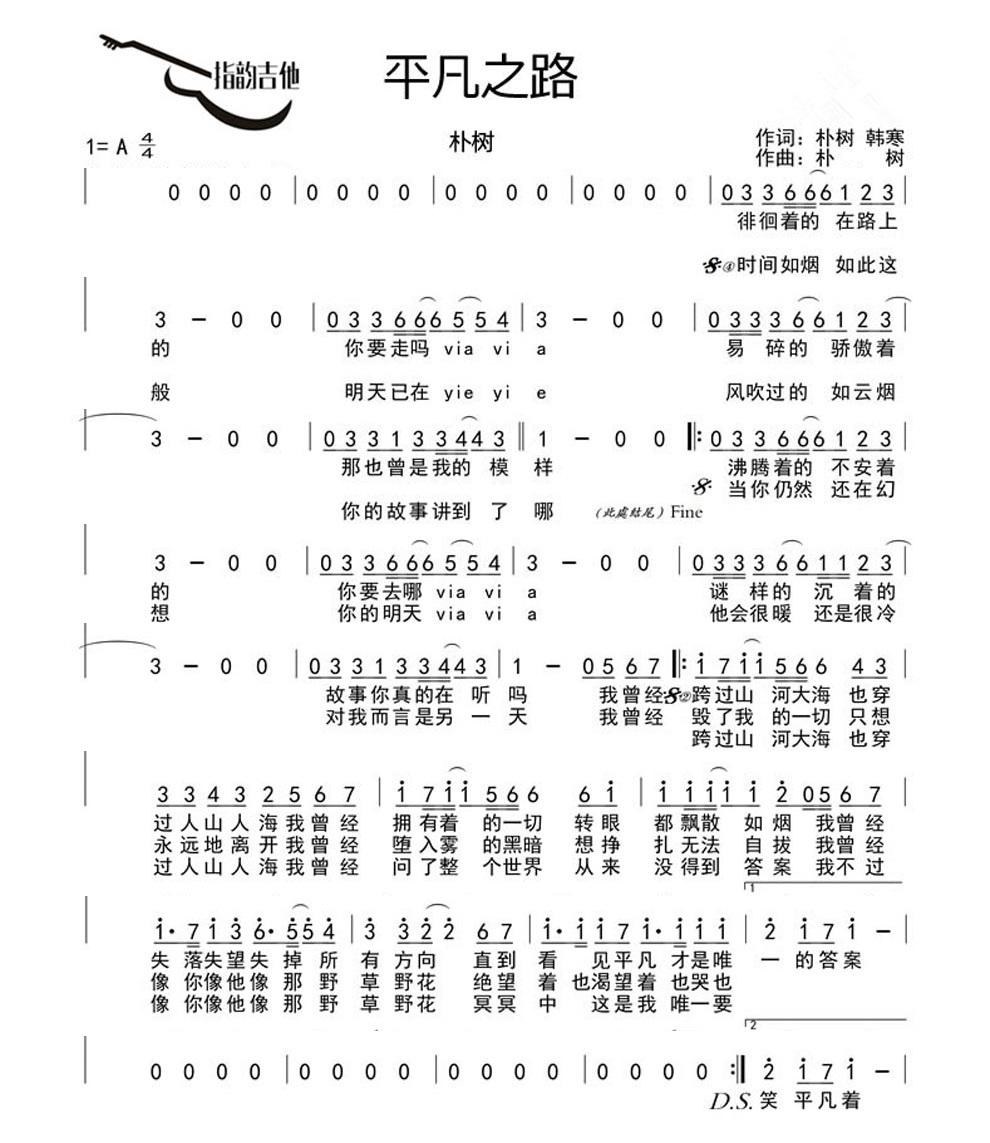 指韵吉他
平凡之路
1= A 4/4
朴树
作词：朴树 韩寒
作曲：朴 树
| 0 0 0 0 | 0 0 0 0 | 0 0 0 0 | 0 0 0 0 | 0 3 3 6 6 6 1 2 3 |
徘徊着的 在路上
④时间如烟 如此这
| 3 — 0 0 | 0 3 3 6 6 6 5 5 4 | 3 — 0 0 | 0 3 3 3 6 6 1 2 3 |
的 你要走吗 via vi a 易 碎的 骄傲着
般 明天已在 yie yi e 风吹过的 如云烟
| 3 — 0 0 | 0 3 3 1 3 3 4 4 3 || 1 — 0 0 |: 0 3 3 6 6 6 1 2 3 |
那也曾是我的 模 样 沸腾着的 不安着
当你仍然 还在幻
你的故事讲到 了 哪 （此處结尾）Fine
| 3 — 0 0 | 0 3 3 6 6 6 5 5 4 | 3 — 0 0 | 0 3 3 3 6 6 1 1 2 3 |
的 你要去哪 via vi a 谜 样的 沉 着的
想 你的明天 via vi a 他会很暖 还是很冷
| 3 — 0 0 | 0 3 3 1 3 3 4 4 3 | 1 — 0 5 6 7 |: i 7 i i 5 6 6 4 3 |
故事你真的在 听吗 我曾经 ②跨过山 河大海 也穿
对我而言是另 一 天 我曾经 毁了我 的一切 只想
跨过山 河大海 也穿
| 3 3 4 3 2 5 6 7 | i 7 i i 5 6 6 6 i | i i i i i 2 0 5 6 7 |
过人山人海我曾经 拥有着 的一切 转眼 都飘散 如烟 我曾经
永远地离开我曾经 堕入雾 的黑暗 想挣 扎无法 自拔 我曾经
过人山人海我曾经 问了整 个世界 从来 没得到 答案 我不过
1
| i· 7 i 3 6· 5 5 4 | 3 3 2 2 6 7 | i· i i 7 i· i i i | 2 i 7 i — |
失 落失望失 掉 所 有 方向 直到 看 见平凡 才是唯 一 的答案
像 你像他像 那 野 草 野花 绝望 着 也渴望着 也哭也
像 你像他像 那 野 草 野花 冥冥 中 这是我 唯一要
2
| 0 0 0 0 | 0 0 0 0 | 0 0 0 0 | 0 0 0 0 :| 2 i 7 i — |
D.S. 笑 平凡着